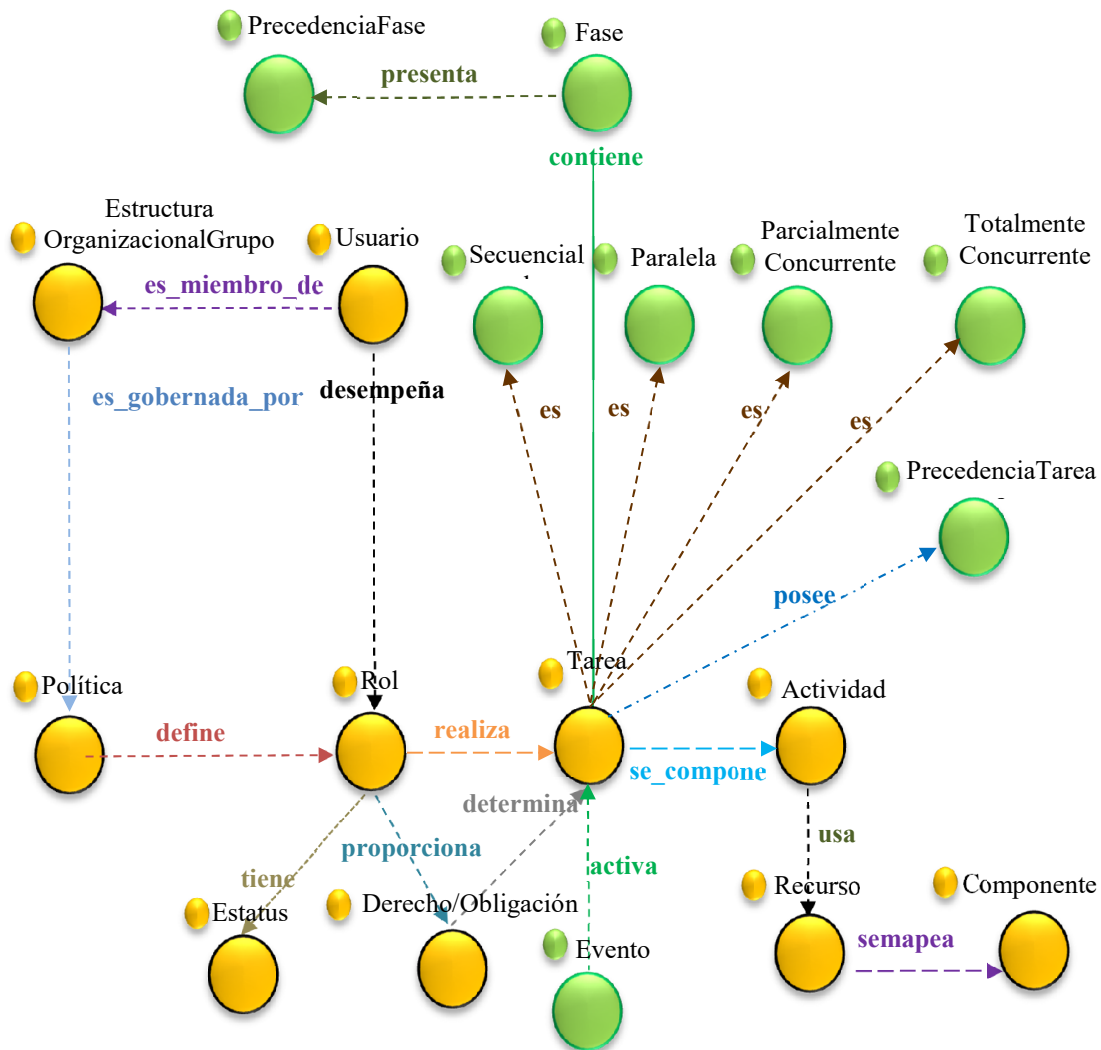 PrecedenciaFase
Fase
presenta
contiene
Estructura
OrganizacionalGrupo
Usuario
Secuencial
Paralela
Parcialmente
Concurrente
Totalmente
Concurrente
es_miembro_de
es_gobernada_por
desempeña
es
es
es
es
PrecedenciaTarea
posee
Política
Rol
Tarea
Actividad
define
realiza
se_compone
determina
proporciona
activa
usa
tiene
Estatus
Derecho/Obligación
Evento
Recurso
Componente
semapea